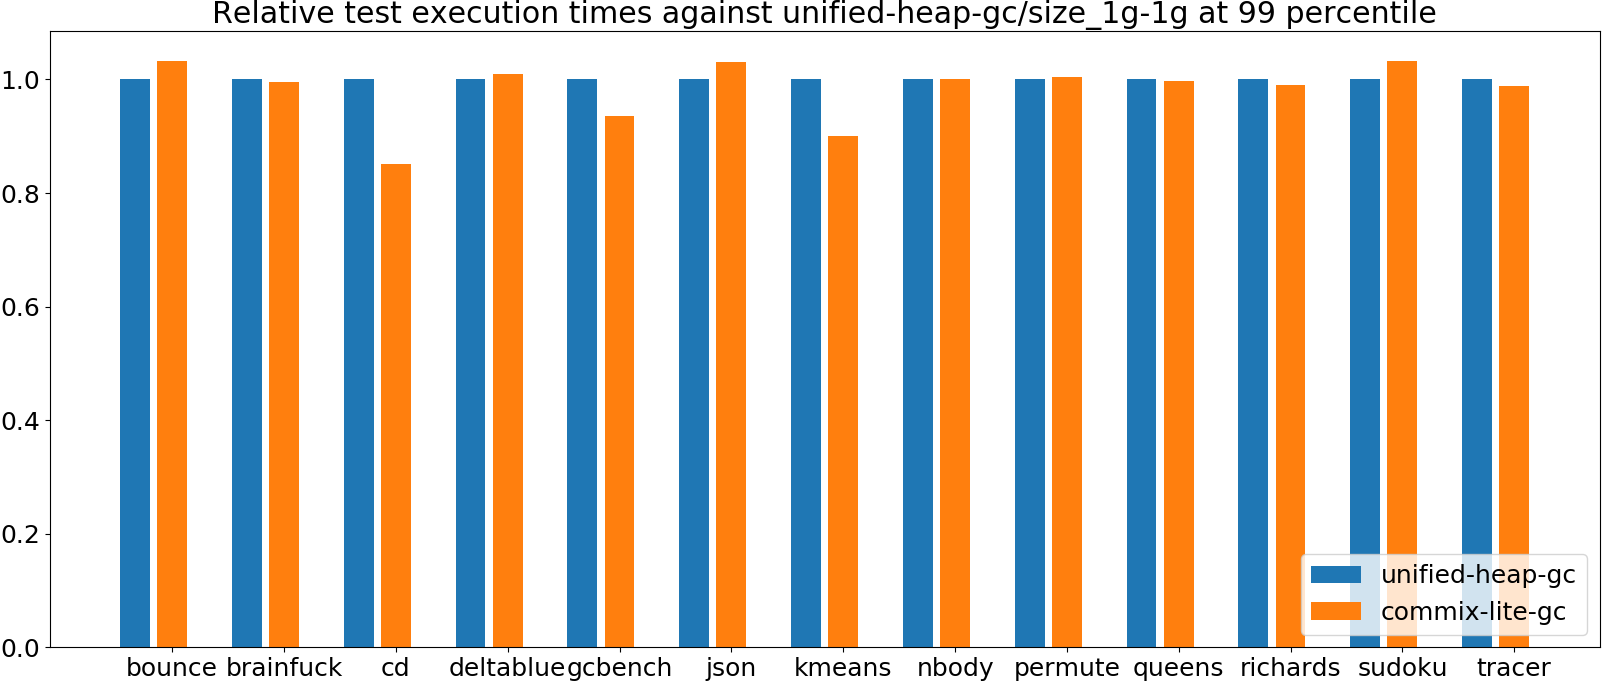 Relative test execution times against unified-heap-gc/size_1g-1g at 99 percentile
1.0
0.8
0.6
0.4
0.2
0.0
bounce brainfuck cd deltablue gcbench json kmeans nbody permute queens richards sudoku tracer
unified-heap-gc
commix-lite-gc